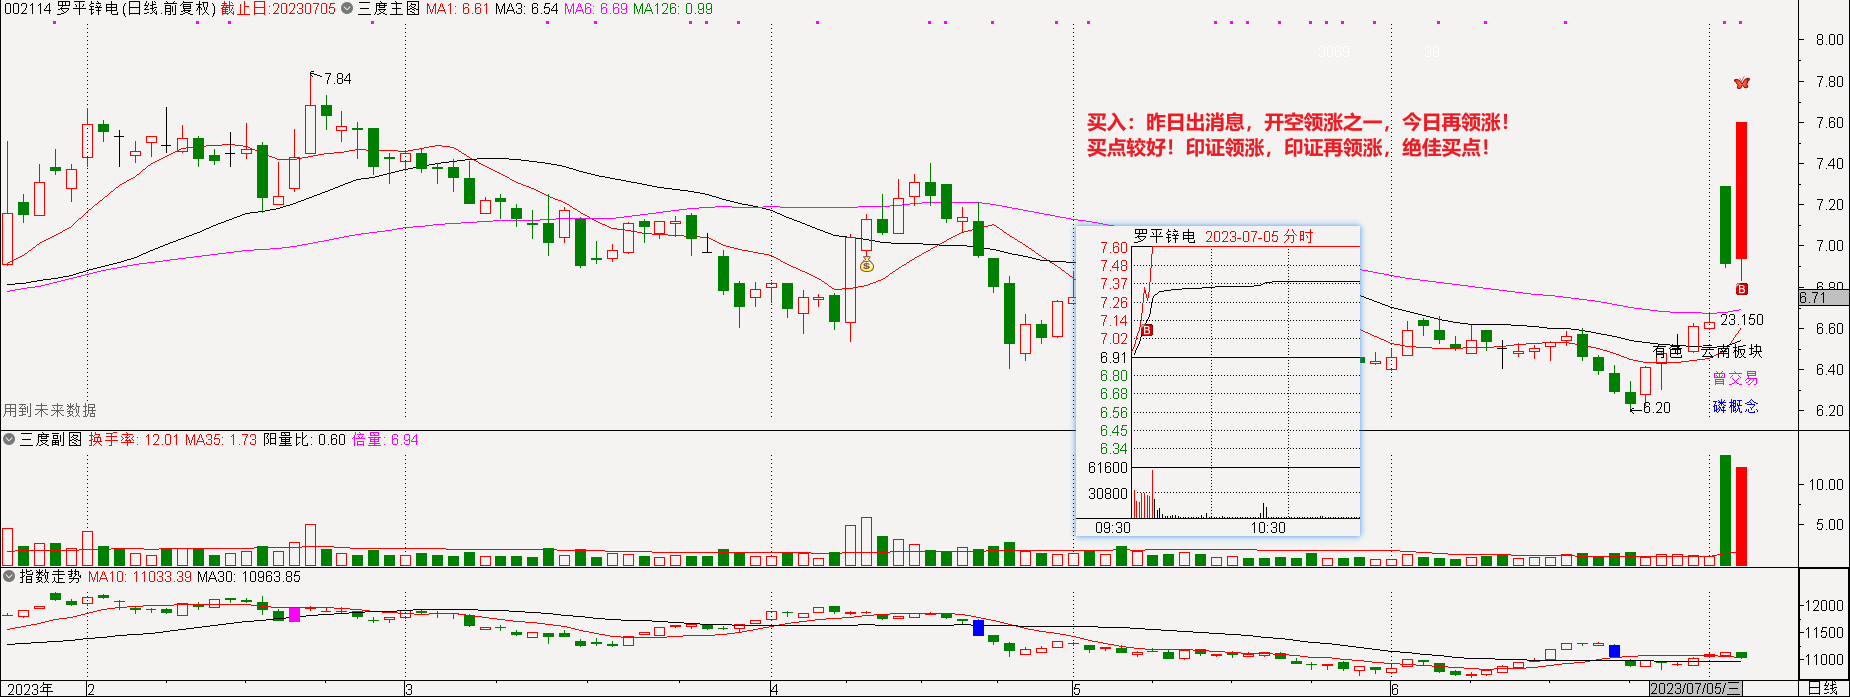 002114 罗平锌电(日线.前复权) 截止日:20230705 三度主图 MA1: 6.61 MA3: 6.54 MA6: 6.69 MA126: 0.99
3069 39
8.00
7.84
7.80
买入：昨日出消息，开空领涨之一，今日再领涨！
买点较好！印证领涨，印证再领涨，绝佳买点！
7.60
7.40
7.20
7.00
6.80
6.71
6.60
6.40
6.20
B
23.150
有色 云南板块
曾交易
磷概念
←6.20
用到未来数据
$
罗平锌电 2023-07-05 分时
7.60
7.48
7.37
7.26
7.14
B
7.02
6.91
6.80
6.68
6.56
6.45
6.34
61600
30800
09:30 10:30
三度副图 换手率: 12.01 MA35: 1.73 阳量比: 0.60 倍量: 6.94
10.00
5.00
指数走势 MA10: 11033.39 MA30: 10963.85
12000
11500
11000
2023年 2 3 4 5 6 2023/07/05/三 日线